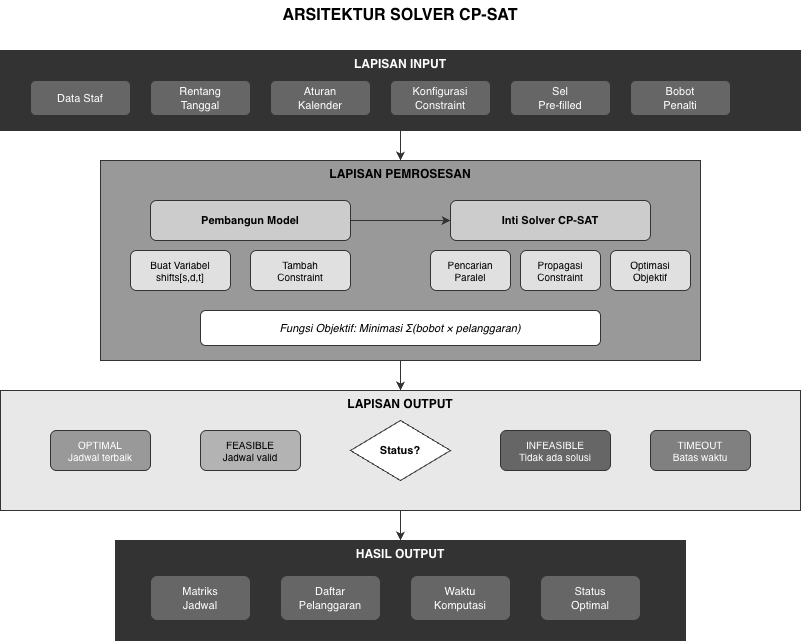 ARSITEKTUR SOLVER CP-SAT
LAPISAN INPUT
Data Staf
Rentang
Tanggal
Aturan
Kalender
Konfigurasi
Constraint
Sel
Pre-filled
Bobot
Penalti
LAPISAN PEMROSESAN
Pembangun Model
Inti Solver CP-SAT
Buat Variabel
shifts[s,d,t]
Tambah
Constraint
Pencarian
Paralel
Propagasi
Constraint
Optimasi
Objektif
Fungsi Objektif: Minimasi Σ(bobot × pelanggaran)
LAPISAN OUTPUT
OPTIMAL
Jadwal terbaik
FEASIBLE
Jadwal valid
Status?
INFEASIBLE
Tidak ada solusi
TIMEOUT
Batas waktu
HASIL OUTPUT
Matriks
Jadwal
Daftar
Pelanggaran
Waktu
Komputasi
Status
Optimal